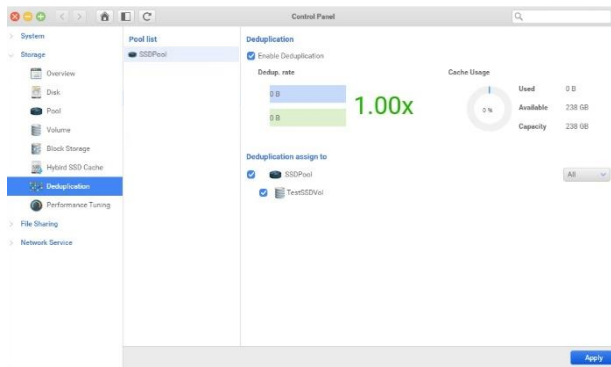 Control Panel
System
Storage
Overview
Disk
Pool
Volume
Block Storage
Hybird SSD Cache
Deduplication
Performance Tuning
File Sharing
Network Service
Pool list
SSDPool
Deduplication
Enable Deduplication
Dedup. rate
0 B
0 B
1.00x
Cache Usage
0 %
Used 0 B
Available 238 GB
Capacity 238 GB
Deduplication assign to
SSDPool
All
TestSSDVol
Apply